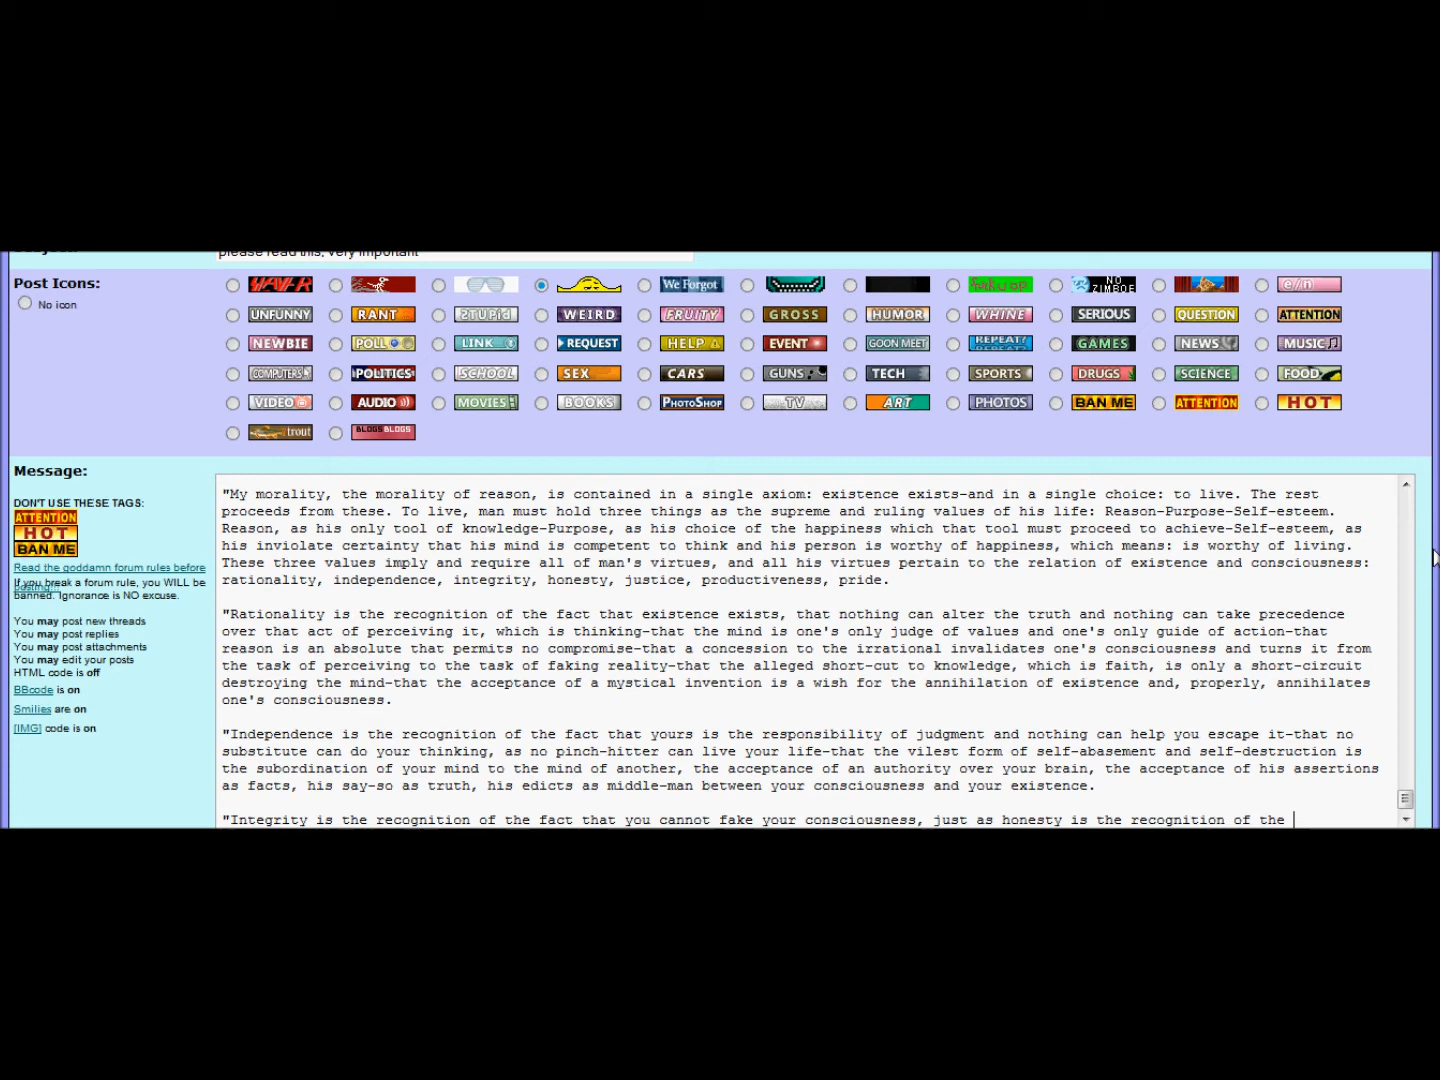 please read this, very important
Post Icons:
No icon
We Forgot
NO ZIMBOE
e/n
UNFUNNY RANT STUPID WEIRD FRUITY GROSS HUMOR WHINE SERIOUS QUESTION ATTENTION
NEWBIE POLL LINK REQUEST HELP EVENT GOON MEET REPEAT? REPEAT? GAMES NEWS MUSIC
COMPUTERS POLITICS SCHOOL SEX CARS GUNS TECH SPORTS DRUGS SCIENCE FOOD
VIDEO AUDIO MOVIES BOOKS PHOTOSHOP TV ART PHOTOS BAN ME ATTENTION HOT
trout BLOGS BLOGS
Message:
DON'T USE THESE TAGS:
ATTENTION
HOT
BAN ME
Read the goddamn forum rules before
posting!!!
If you break a forum rule, you WILL be
banned. Ignorance is NO excuse.
You may post new threads
You may post replies
You may post attachments
You may edit your posts
HTML code is off
BBcode is on
Smilies are on
[IMG] code is on
"My morality, the morality of reason, is contained in a single axiom: existence exists-and in a single choice: to live. The rest
proceeds from these. To live, man must hold three things as the supreme and ruling values of his life: Reason-Purpose-Self-esteem.
Reason, as his only tool of knowledge-Purpose, as his choice of the happiness which that tool must proceed to achieve-Self-esteem, as
his inviolate certainty that his mind is competent to think and his person is worthy of happiness, which means: is worthy of living.
These three values imply and require all of man's virtues, and all his virtues pertain to the relation of existence and consciousness:
rationality, independence, integrity, honesty, justice, productiveness, pride.
"Rationality is the recognition of the fact that existence exists, that nothing can alter the truth and nothing can take precedence
over that act of perceiving it, which is thinking-that the mind is one's only judge of values and one's only guide of action-that
reason is an absolute that permits no compromise-that a concession to the irrational invalidates one's consciousness and turns it from
the task of perceiving to the task of faking reality-that the alleged short-cut to knowledge, which is faith, is only a short-circuit
destroying the mind-that the acceptance of a mystical invention is a wish for the annihilation of existence and, properly, annihilates
one's consciousness.
"Independence is the recognition of the fact that yours is the responsibility of judgment and nothing can help you escape it-that no
substitute can do your thinking, as no pinch-hitter can live your life-that the vilest form of self-abasement and self-destruction is
the subordination of your mind to the mind of another, the acceptance of an authority over your brain, the acceptance of his assertions
as facts, his say-so as truth, his edicts as middle-man between your consciousness and your existence.
"Integrity is the recognition of the fact that you cannot fake your consciousness, just as honesty is the recognition of the